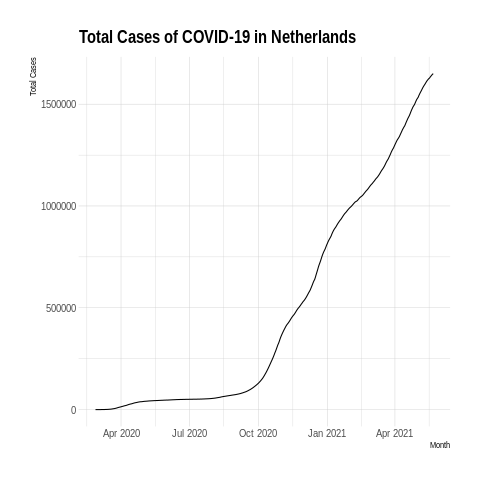 Total Cases of COVID-19 in Netherlands
Total Cases
1500000
1000000
500000
0
Apr 2020 Jul 2020 Oct 2020 Jan 2021 Apr 2021
Month